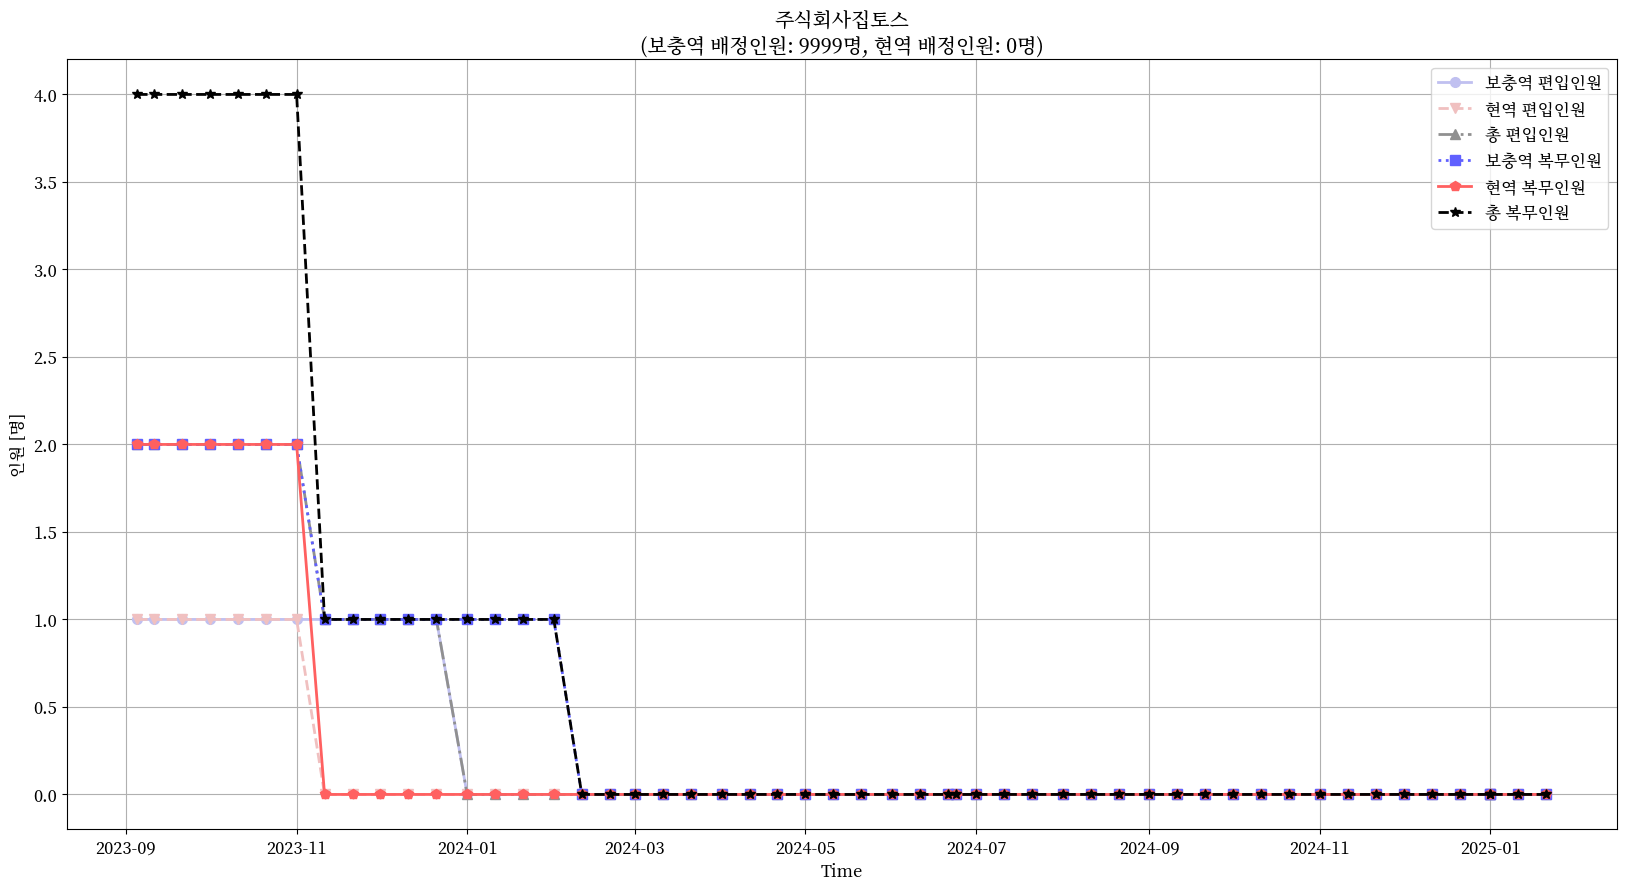 주식회사집토스
(보충역 배정인원: 9999명, 현역 배정인원: 0명)
보충역 편입인원
현역 편입인원
총 편입인원
보충역 복무인원
현역 복무인원
총 복무인원
4.0
3.5
3.0
2.5
2.0
1.5
1.0
0.5
0.0
인원 [명]
2023-09
2023-11
2024-01
2024-03
2024-05
2024-07
2024-09
2024-11
2025-01
Time